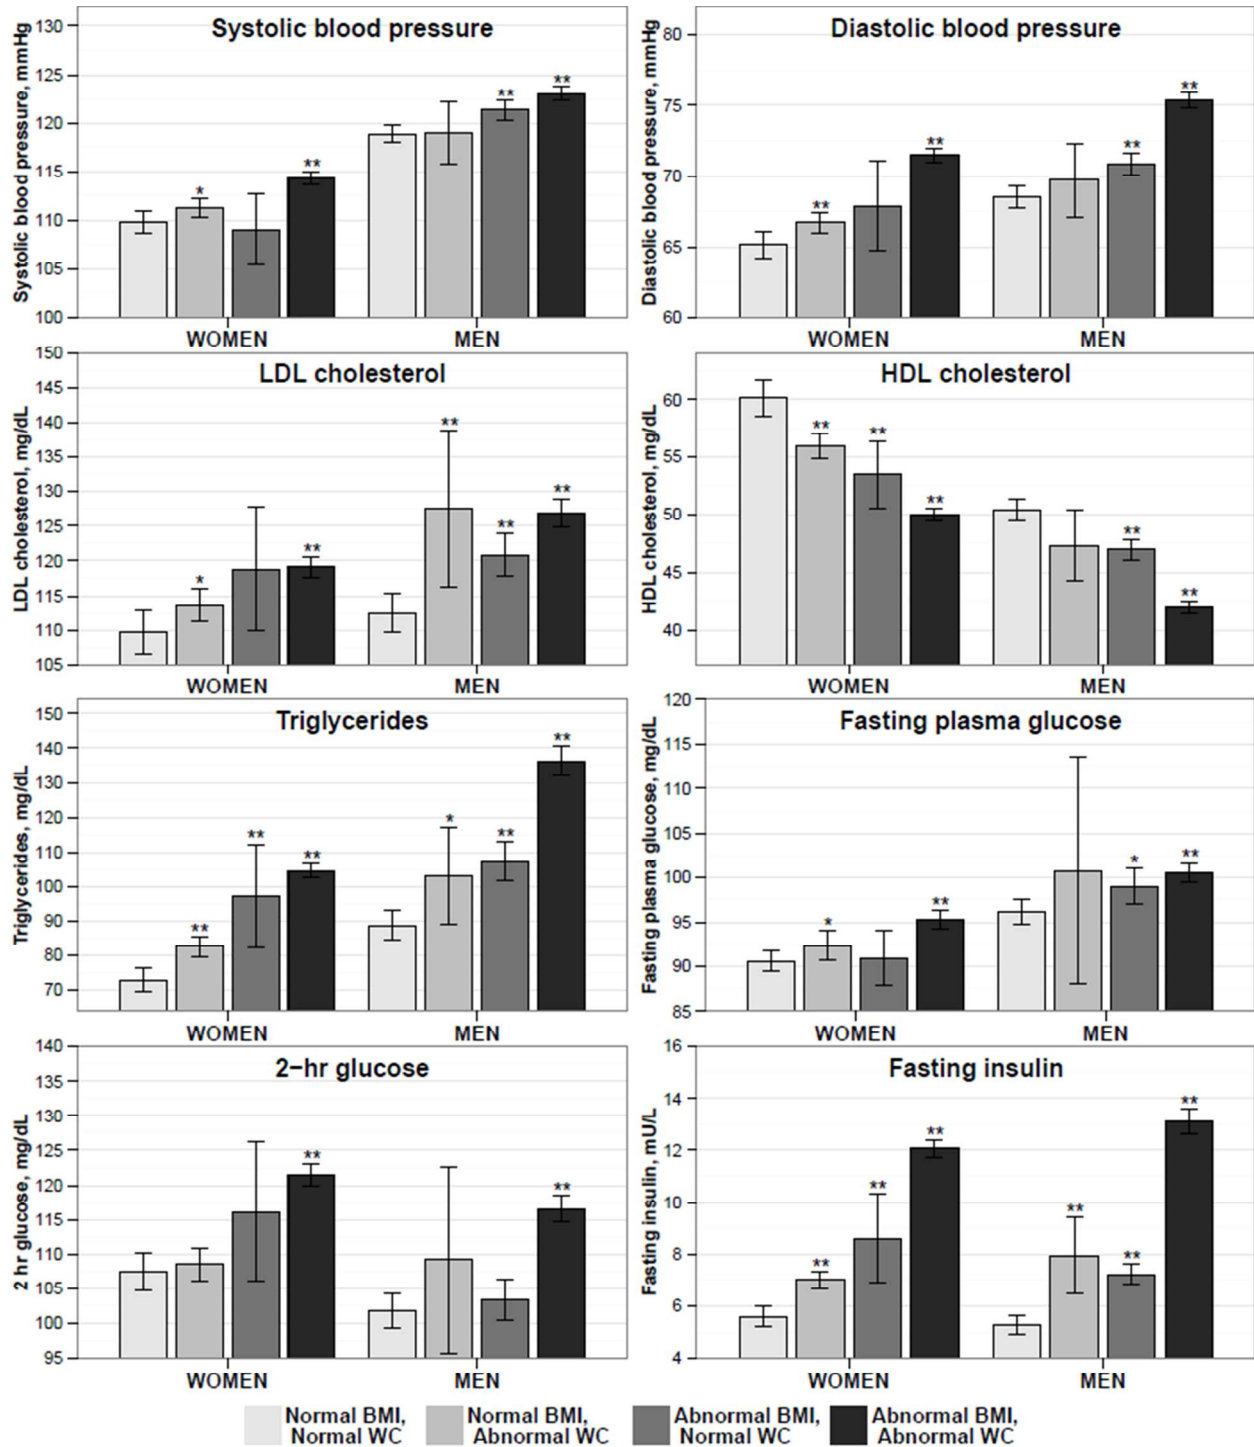 Systolic blood pressure
Systolic blood pressure, mmHg
130
125
120
115
110
105
100
*
**
**
**
WOMEN
MEN
Diastolic blood pressure
Diastolic blood pressure, mmHg
80
75
70
65
60
**
**
**
**
WOMEN
MEN
LDL cholesterol
LDL cholesterol, mg/dL
150
145
140
135
130
125
120
115
110
105
*
**
**
**
**
WOMEN
MEN
HDL cholesterol
HDL cholesterol, mg/dL
60
55
50
45
40
**
**
**
**
**
WOMEN
MEN
Triglycerides
Triglycerides, mg/dL
150
140
130
120
110
100
90
80
70
**
**
**
*
**
**
WOMEN
MEN
Fasting plasma glucose
Fasting plasma glucose, mg/dL
120
115
110
105
100
95
90
85
*
**
*
**
WOMEN
MEN
2-hr glucose
2 hr glucose, mg/dL
140
135
130
125
120
115
110
105
100
95
**
**
WOMEN
MEN
Fasting insulin
Fasting insulin, mU/L
16
14
12
10
8
6
4
**
**
**
**
**
**
WOMEN
MEN
Normal BMI,
Normal WC
Normal BMI,
Abnormal WC
Abnormal BMI,
Normal WC
Abnormal BMI,
Abnormal WC